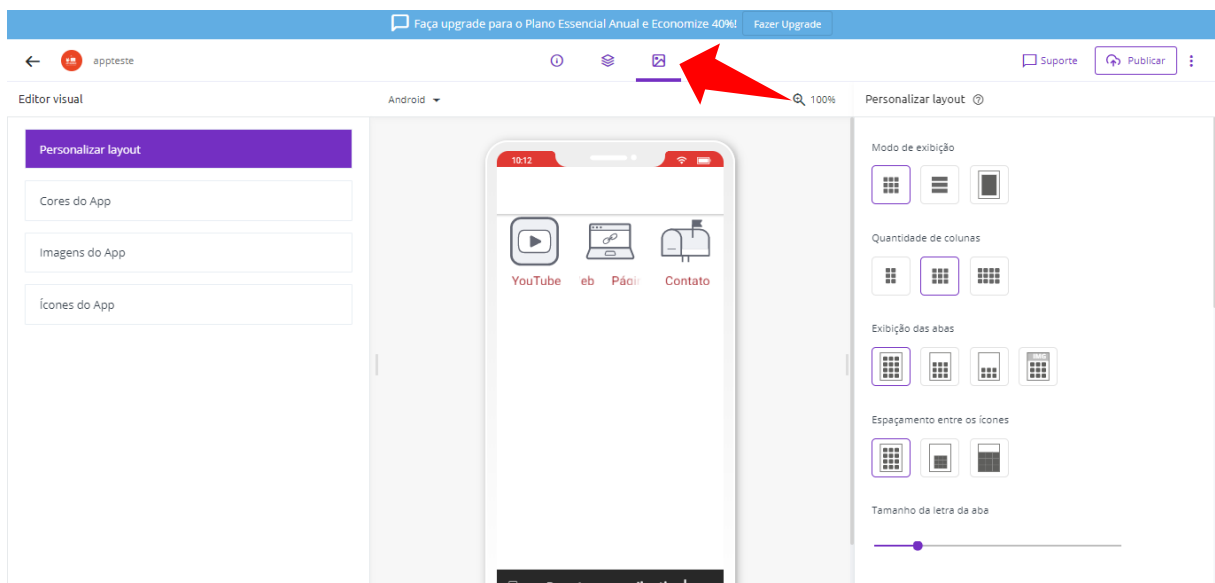 Faça upgrade para o Plano Essencial Anual e Economize 40%! Fazer Upgrade
appteste
Suporte
Publicar
Editor visual
Android
100%
Personalizar layout
Personalizar layout
Cores do App
Imagens do App
Ícones do App
10:12
YouTube
eb Págin
Contato
Modo de exibição
Quantidade de colunas
Exibição das abas
IMG
Espaçamento entre os ícones
Tamanho da letra da aba